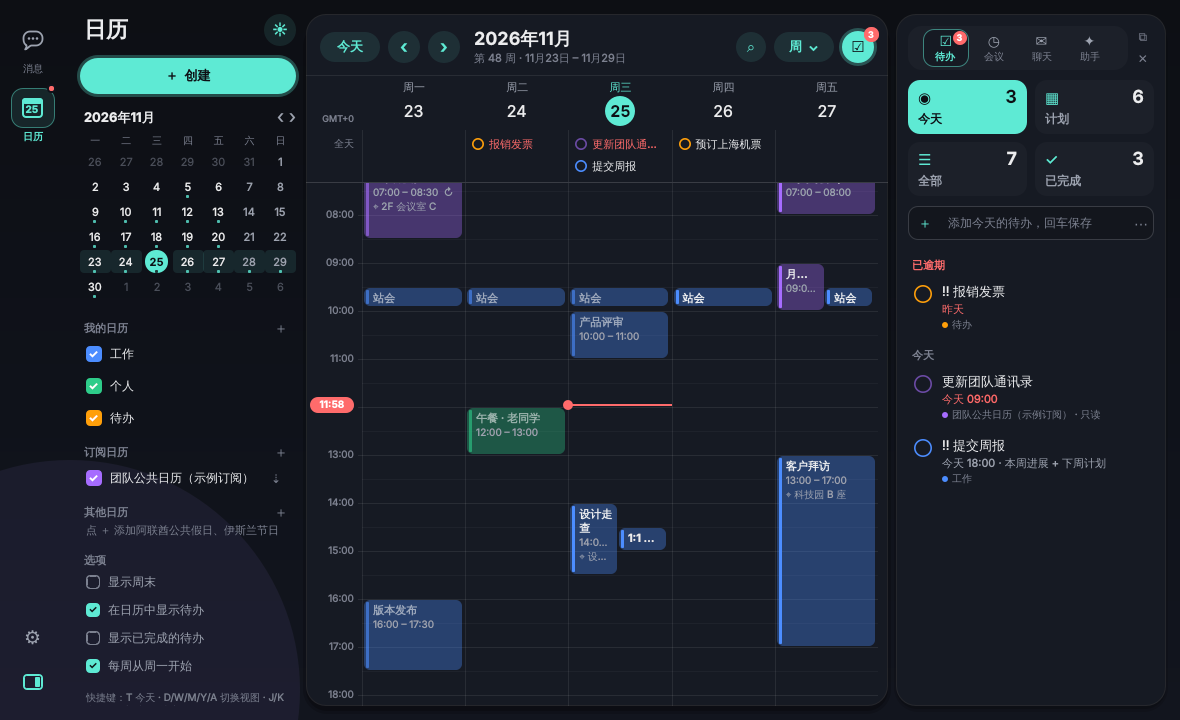 消息
25
日历
日历
＋ 创建
2026年11月
一 二 三 四 五 六 日
26 27 28 29 30 31 1
2 3 4 5 6 7 8
9 10 11 12 13 14 15
16 17 18 19 20 21 22
23 24 25 26 27 28 29
30 1 2 3 4 5 6
我的日历 ＋
工作
个人
待办
订阅日历 ＋
团队公共日历（示例订阅）
其他日历 ＋
点 ＋ 添加阿联酋公共假日、伊斯兰节日
选项
显示周末
在日历中显示待办
显示已完成的待办
每周从周一开始
快捷键：T 今天 · D/W/M/Y/A 切换视图 · J/K
今天
2026年11月
第 48 周 · 11月23日 – 11月29日
周
3
GMT+0
周一 周二 周三 周四 周五
23 24 25 26 27
全天
报销发票
更新团队通…
预订上海机票
提交周报
07:00 – 08:30
2F 会议室 C
07:00 – 08:00
08:00
09:00
月…
09:0…
站会
站会
站会
站会
站会
10:00
产品评审
10:00 – 11:00
11:00
11:58
午餐 · 老同学
12:00 – 13:00
13:00
客户拜访
13:00 – 17:00
科技园 B 座
14:00
设计走
查
14:0…
设…
1:1 …
15:00
16:00
版本发布
16:00 – 17:30
17:00
18:00
3
待办 会议 聊天 助手
3
今天
6
计划
7
全部
3
已完成
＋ 添加今天的待办，回车保存 ⋯
已逾期
!! 报销发票
昨天
待办
今天
更新团队通讯录
今天 09:00
团队公共日历（示例订阅） · 只读
!! 提交周报
今天 18:00 · 本周进展 + 下周计划
工作